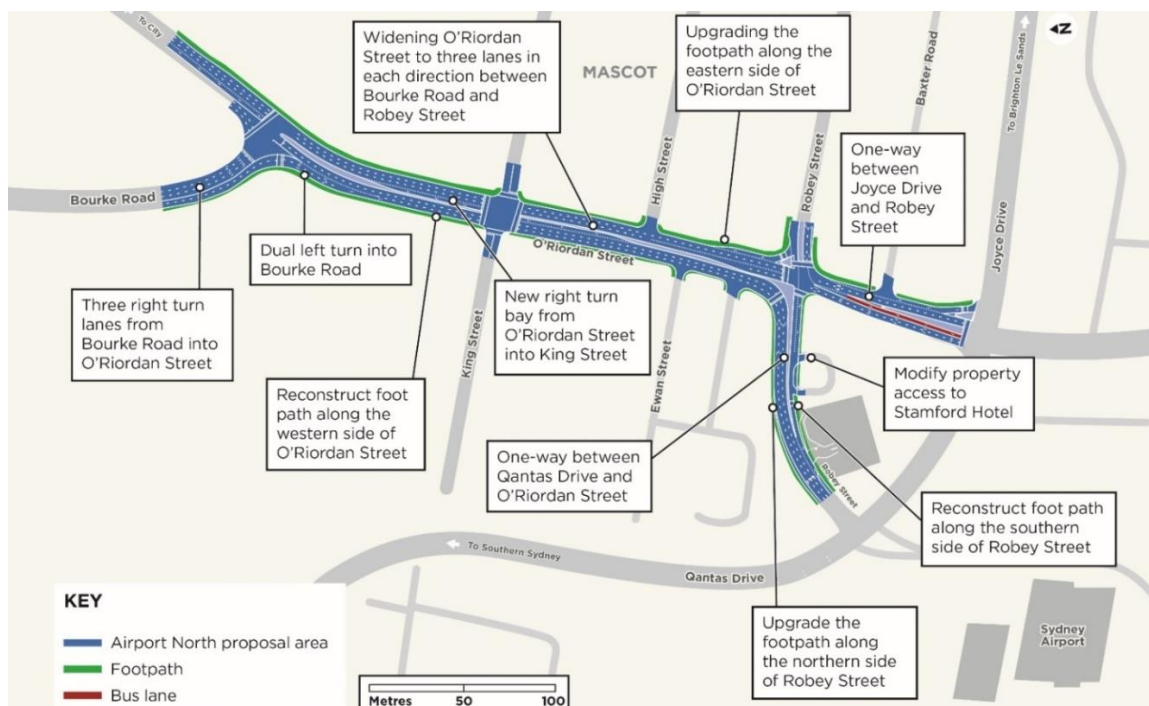 To City
Widening O'Riordan
Street to three lanes in
each direction between
Bourke Road and
Robey Street
MASCOT
Upgrading the
footpath along the
eastern side of
O'Riordan Street
Baxter Road
To Brighton Le Sands
N
High Street
Robey Street
One-way
between
Joyce Drive
and Robey
Street
Joyce Drive
Bourke Road
Dual left turn into
Bourke Road
O'Riordan Street
Three right turn
lanes from
Bourke Road into
O'Riordan Street
King Street
New right turn
bay from
O'Riordan Street
into King Street
Ewan Street
Modify property
access to
Stamford Hotel
Reconstruct foot
path along the
western side of
O'Riordan Street
One-way between
Qantas Drive and
O'Riordan Street
Robey Street
Reconstruct foot path
along the southern
side of Robey Street
To Southern Sydney
Qantas Drive
Upgrade the
footpath along
the northern side
of Robey Street
Sydney
Airport
KEY
Airport North proposal area
Footpath
Bus lane
Metres 50 100